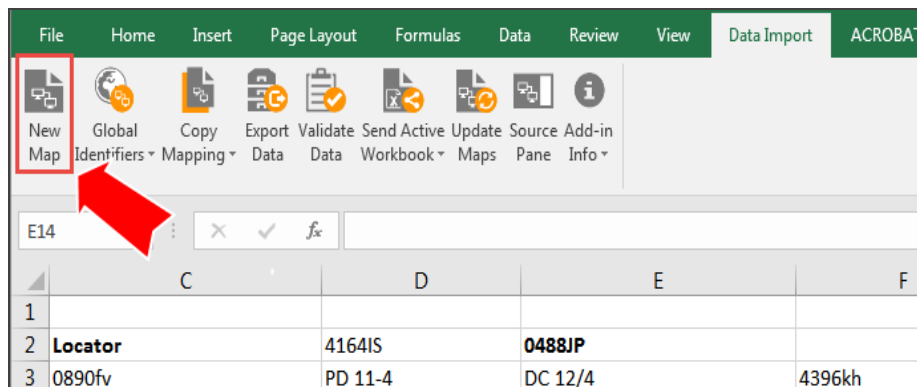 File Home Insert Page Layout Formulas Data Review View Data Import ACROBAT
New Global Copy Export Validate Send Active Update Source Add-in
Map Identifiers Mapping Data Data Workbook Maps Pane Info
E14 fx
C D E F
1
2 Locator 4164IS 0488JP
3 0890fv PD 11-4 DC 12/4 4396kh